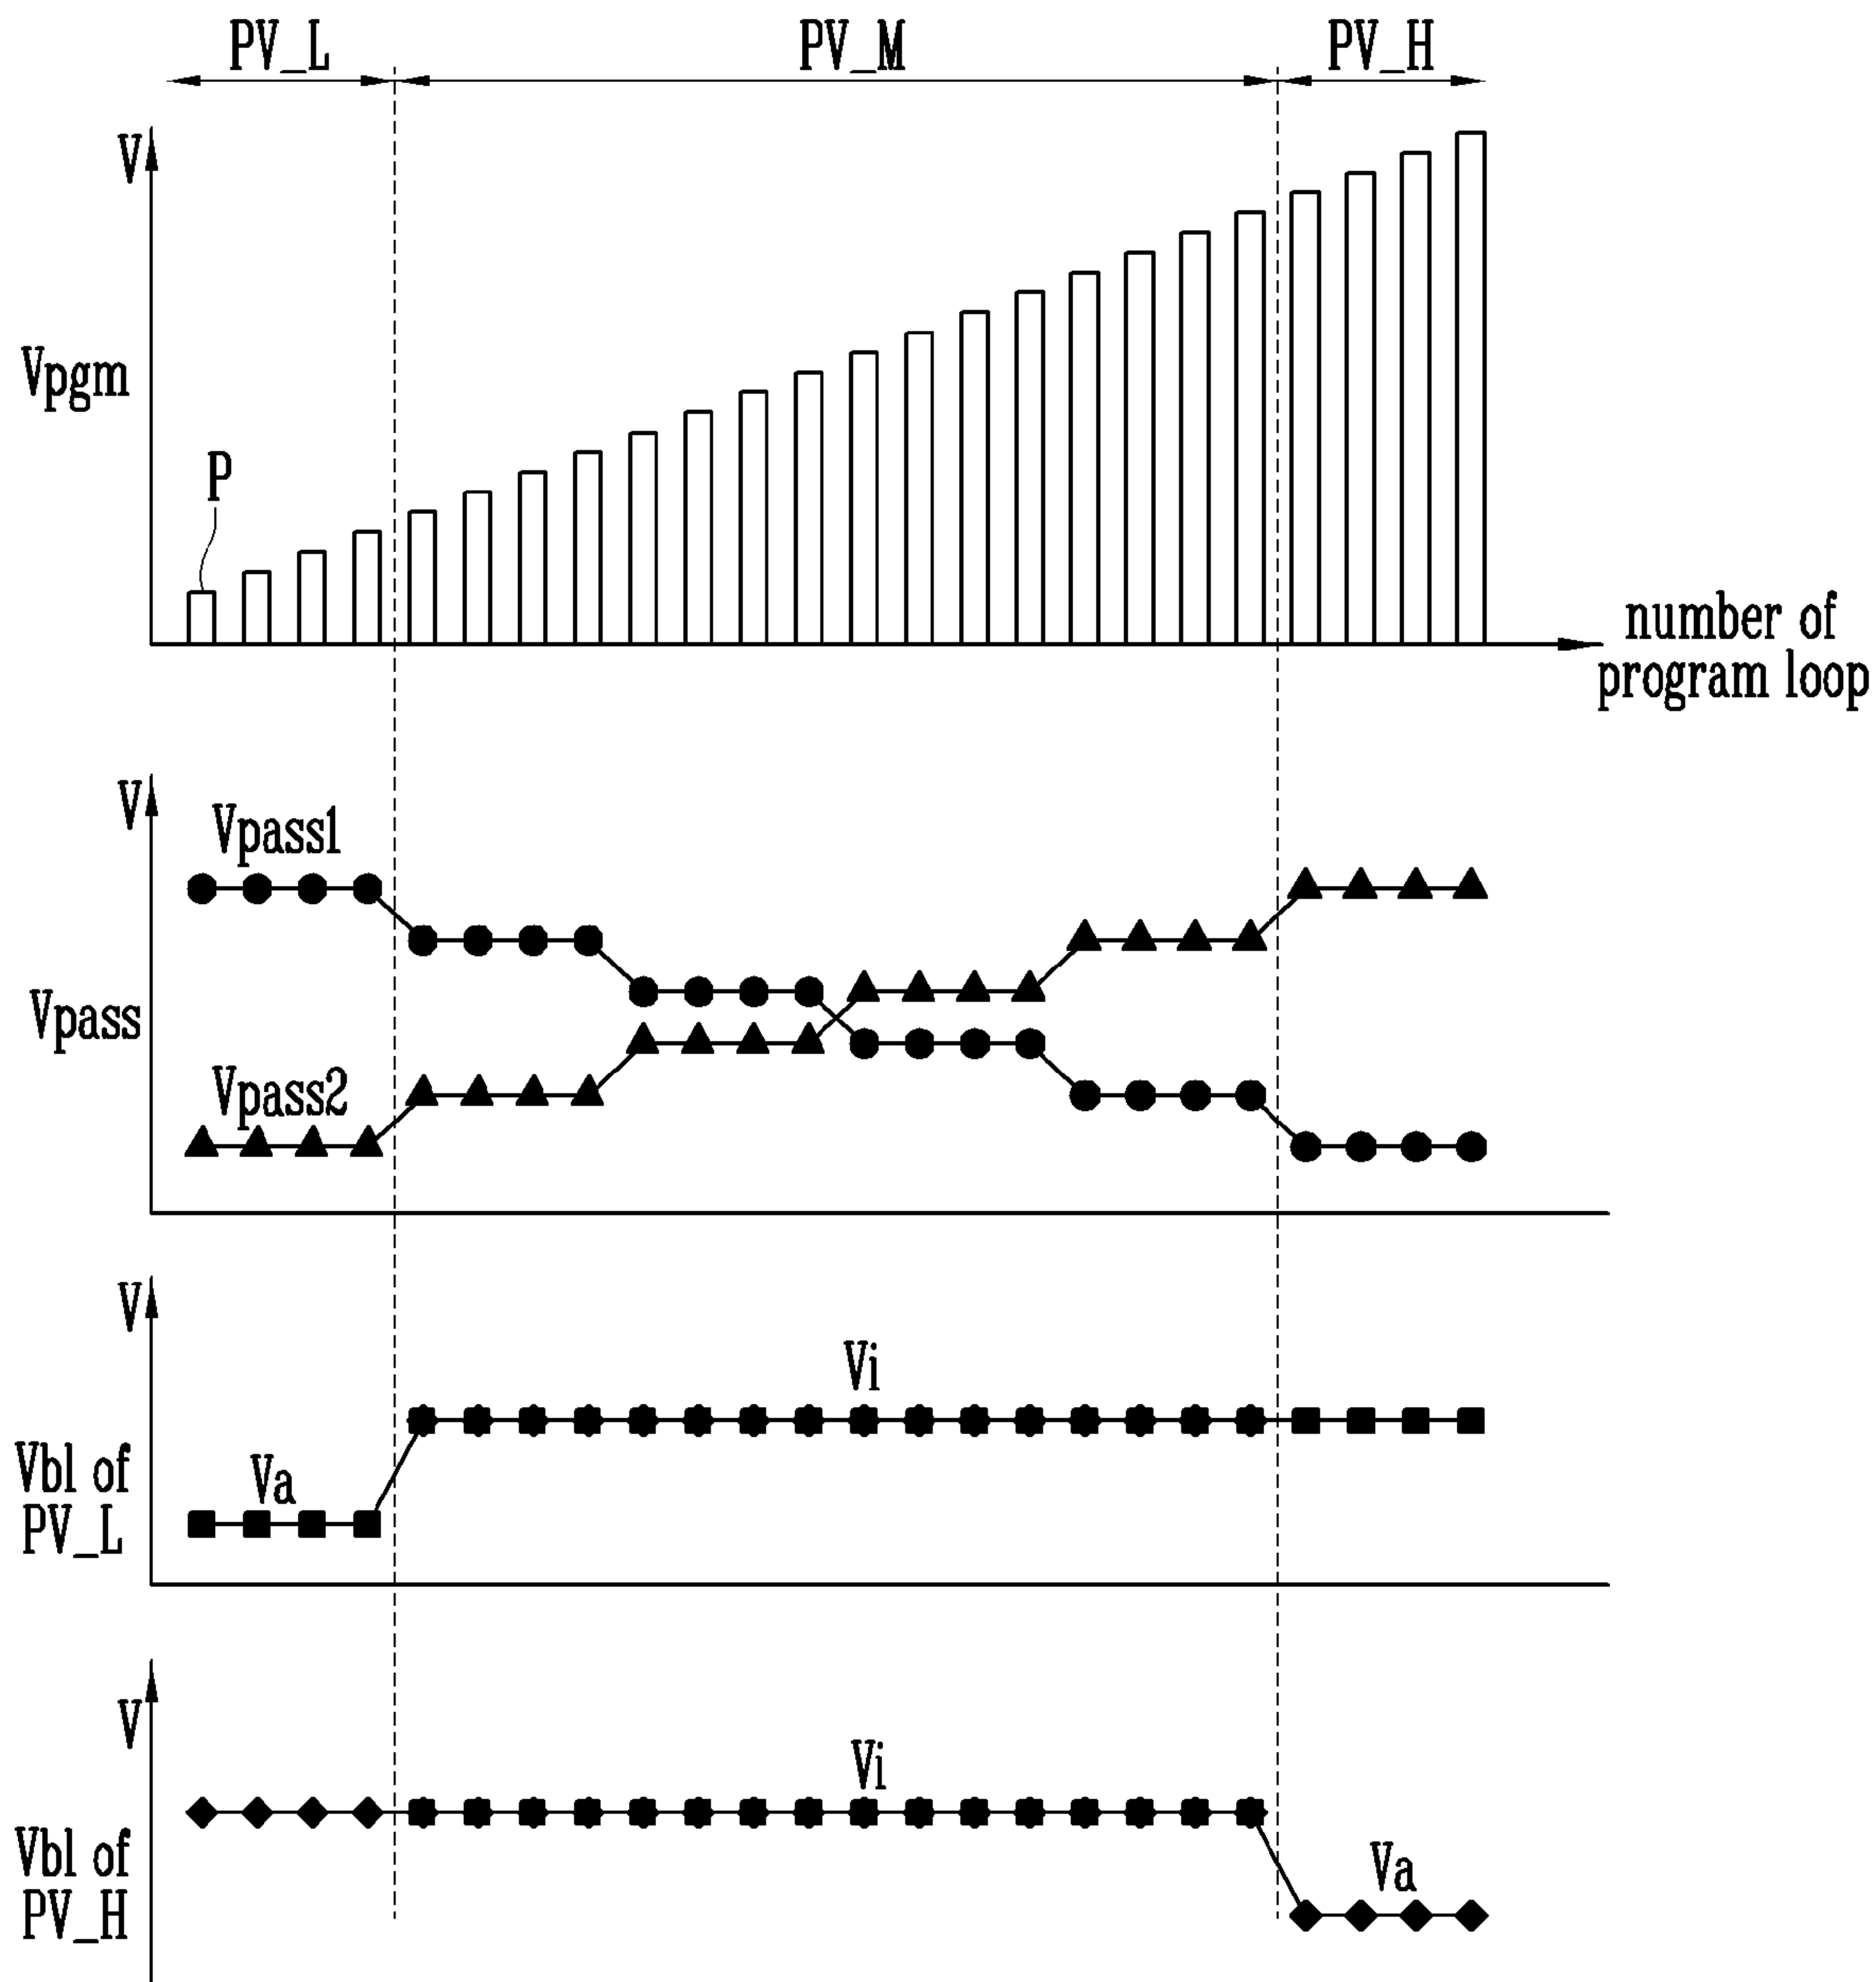 PV_L
PV_M
PV_H
V
Vpgm
P
number of
program loop
V
Vpass1
Vpass
Vpass2
V
Vi
Vbl of
PV_L
Va
V
Vi
Vbl of
PV_H
Va